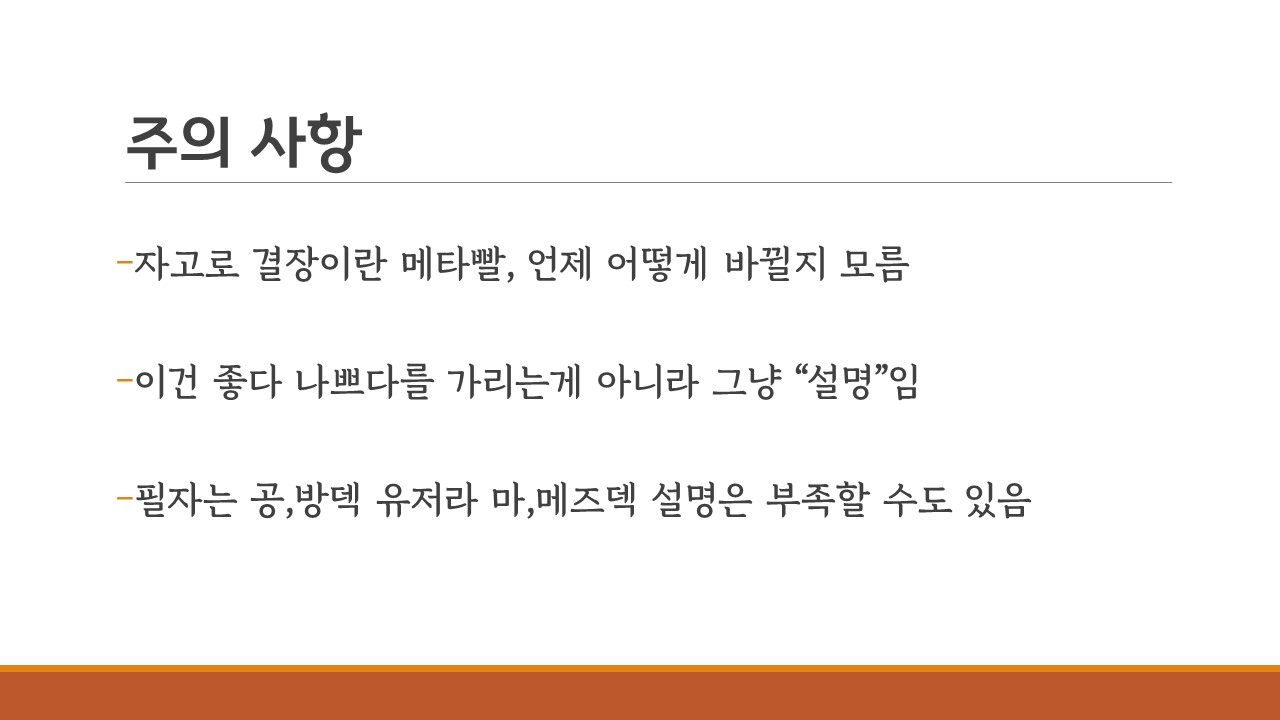 주의 사항
-자고로 결장이란 메타빨, 언제 어떻게 바뀔지 모름
-이건 좋다 나쁘다를 가리는게 아니라 그냥 “설명”임
-필자는 공,방덱 유저라 마,메즈덱 설명은 부족할 수도 있음